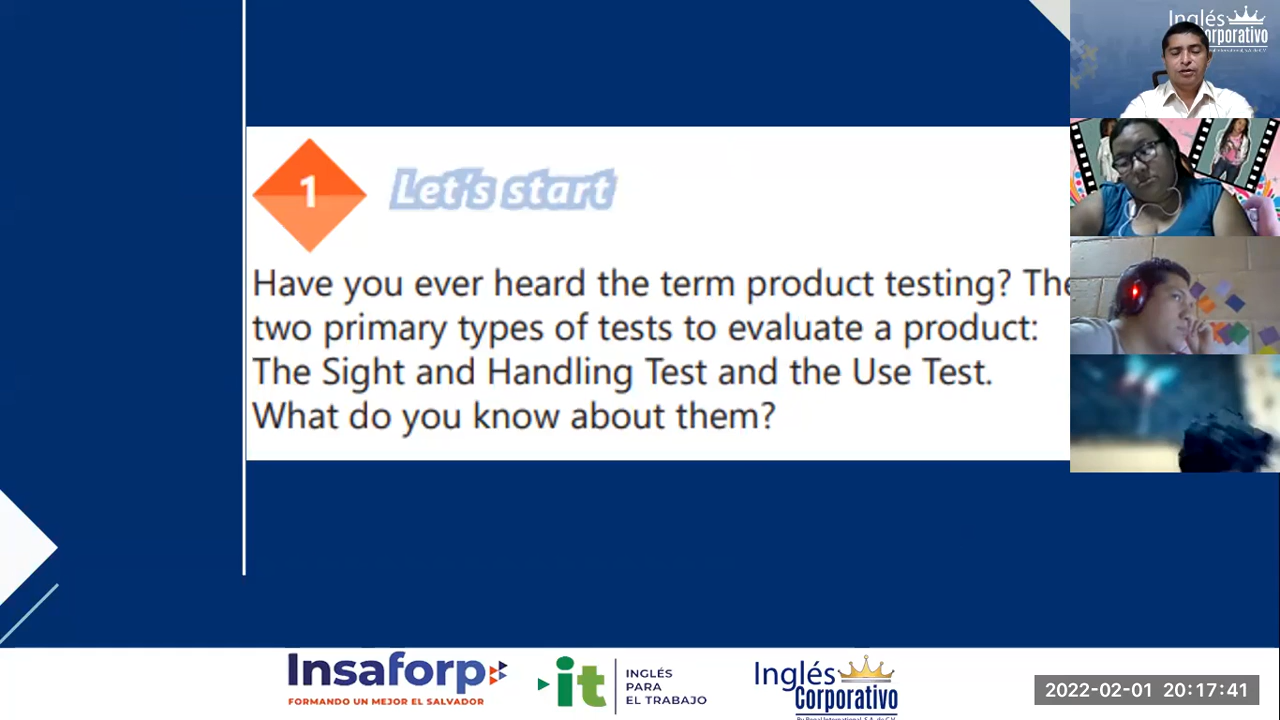 1
Let's start
Have you ever heard the term product testing? The
two primary types of tests to evaluate a product:
The Sight and Handling Test and the Use Test.
What do you know about them?
Inglés
orporativo
Insaforp
FORMANDO UN MEJOR EL SALVADOR
it
INGLÉS
PARA
EL TRABAJO
Inglés
Corporativo
2022-02-01 20:17:41